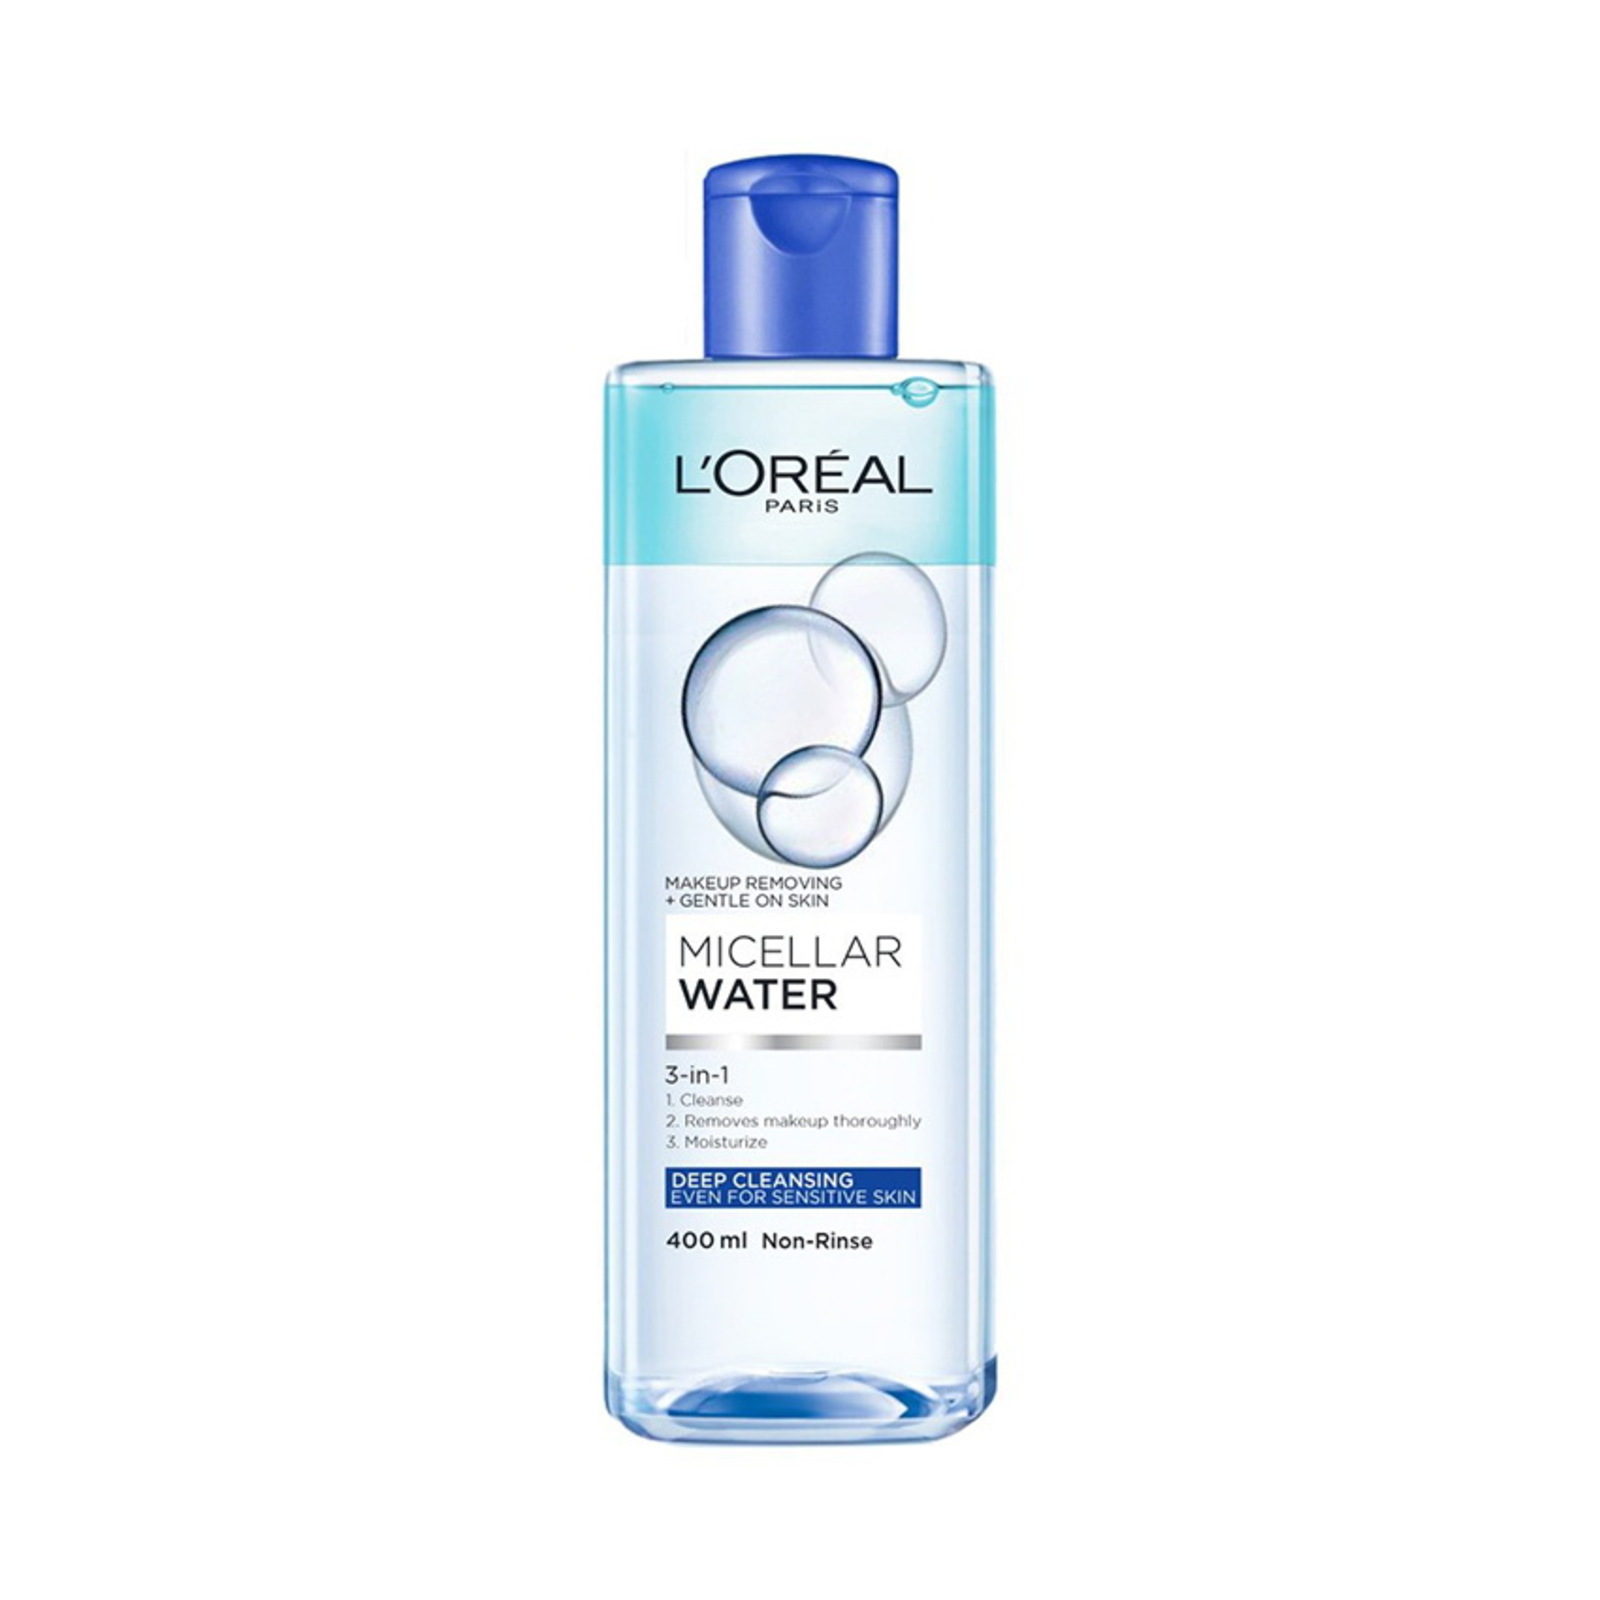 L'ORÉAL
PARiS
MAKEUP REMOVING
+ GENTLE ON SKIN
MICELLAR
WATER
3-in-1
1. Cleanse
2. Removes makeup thoroughly
3. Moisturize
DEEP CLEANSING
EVEN FOR SENSITIVE SKIN
400 ml Non-Rinse